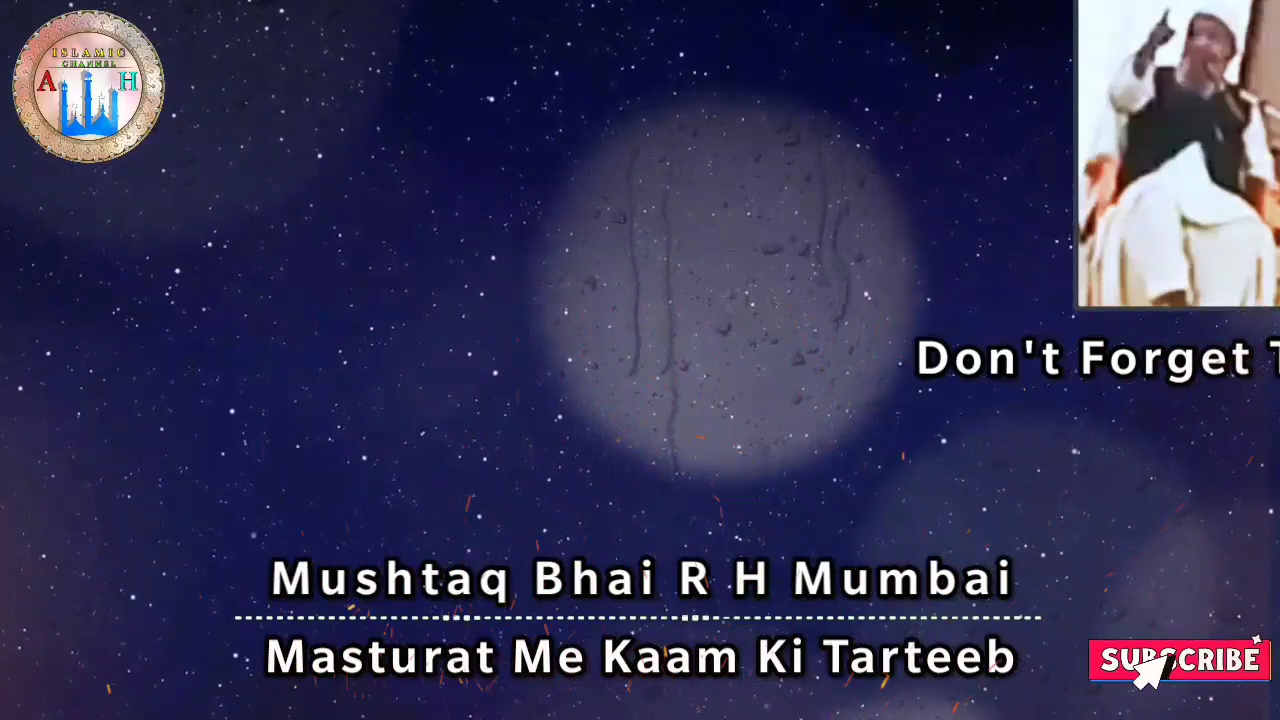 ISLAMIC
CHANNEL
A H
Don't Forget T
Mushtaq Bhai R H Mumbai
Masturat Me Kaam Ki Tarteeb
SUBSCRIBE